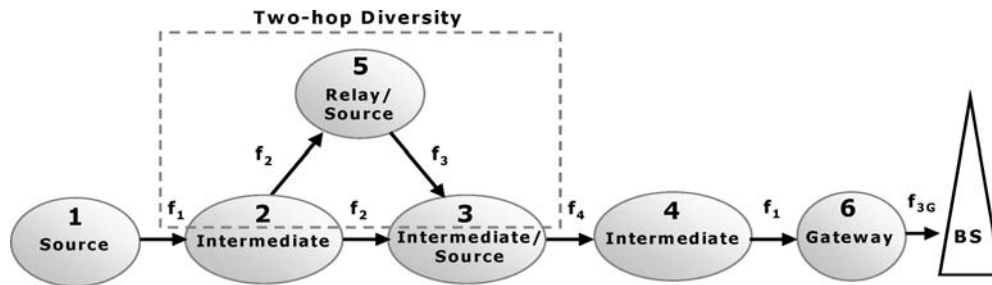 Two-hop Diversity
5
Relay/
Source
f2
f3
f1
f2
f4
f1
f3G
1
Source
2
Intermediate
3
Intermediate/
Source
4
Intermediate
6
Gateway
BS